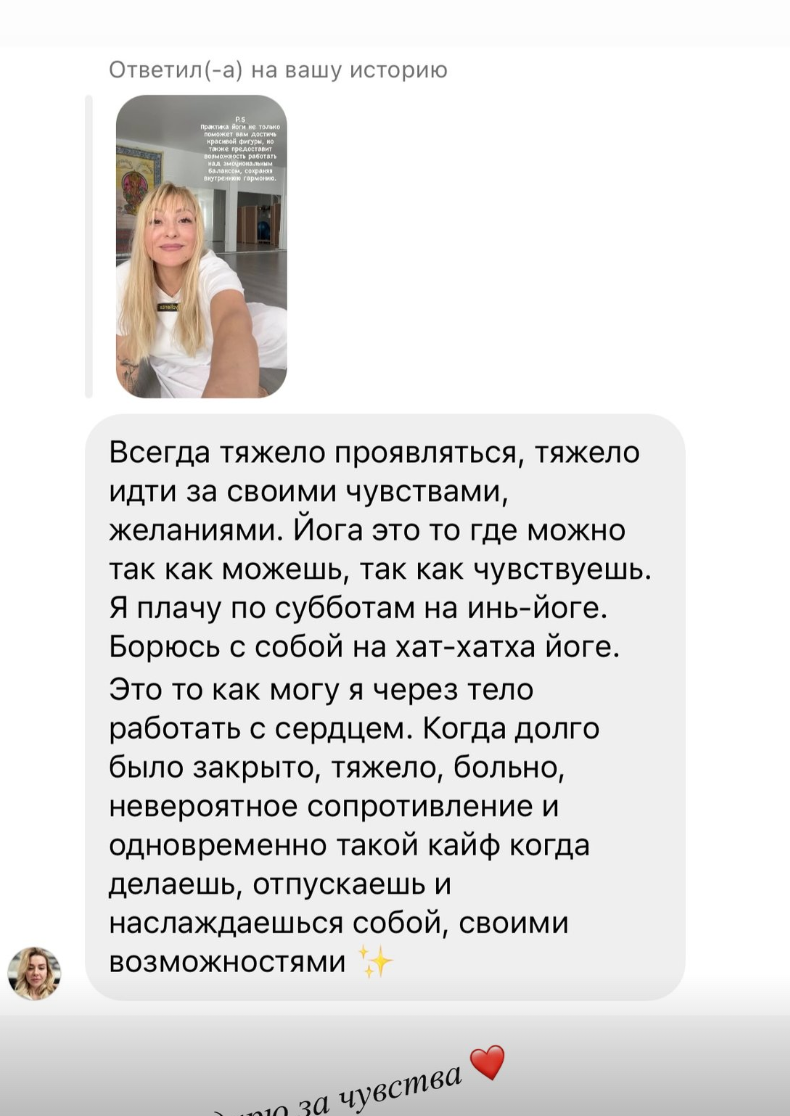 Ответил(-а) на вашу историю
P.S
Практика йоги не только
поможет вам достичь
красивой фигуры, но
также предоставит
возможность работать
над эмоциональным
балансом, сохраняя
внутреннюю гармонию.
Всегда тяжело проявляться, тяжело
идти за своими чувствами,
желаниями. Йога это то где можно
так как можешь, так как чувствуешь.
Я плачу по субботам на инь-йоге.
Борюсь с собой на хат-хатха йоге.
Это то как могу я через тело
работать с сердцем. Когда долго
было закрыто, тяжело, больно,
невероятное сопротивление и
одновременно такой кайф когда
делаешь, отпускаешь и
наслаждаешься собой, своими
возможностями ✨
за чувства ❤️